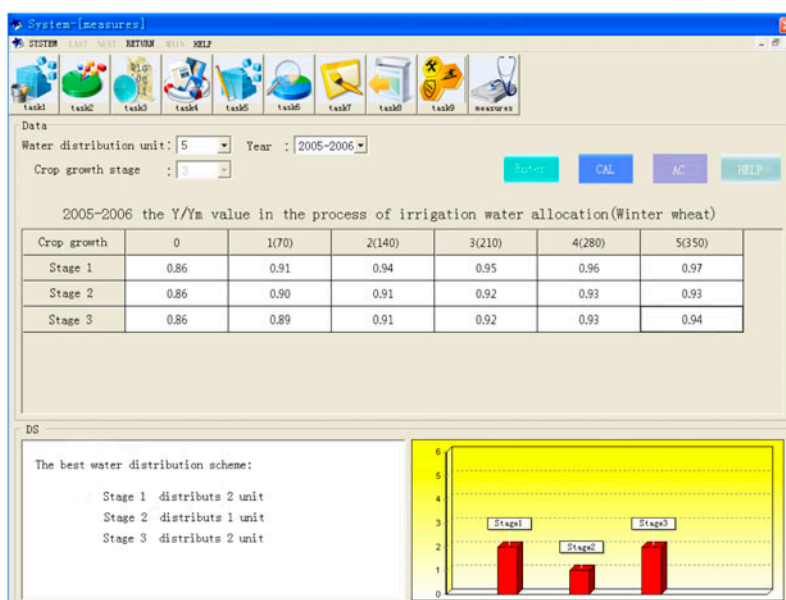 System-[measures]
SYSTEM LAST NEXT RETURN MAIN HELP
task1 task2 task3 task4 task5 task6 task7 task8 task9 measures
Data
Water distribution unit: 5 Year : 2005-2006
Crop growth stage : 3
Enter CAL AC HELP
2005-2006 the Y/Ym value in the process of irrigation water allocation(Winter wheat)
Crop growth 0 1(70) 2(140) 3(210) 4(280) 5(350)
Stage 1 0.86 0.91 0.94 0.95 0.96 0.97
Stage 2 0.86 0.90 0.91 0.92 0.93 0.93
Stage 3 0.86 0.89 0.91 0.92 0.93 0.94
DS
The best water distribution scheme:
Stage 1 distributs 2 unit
Stage 2 distributs 1 unit
Stage 3 distributs 2 unit
6
5
4
3
2
1
0
Stage1
Stage2
Stage3